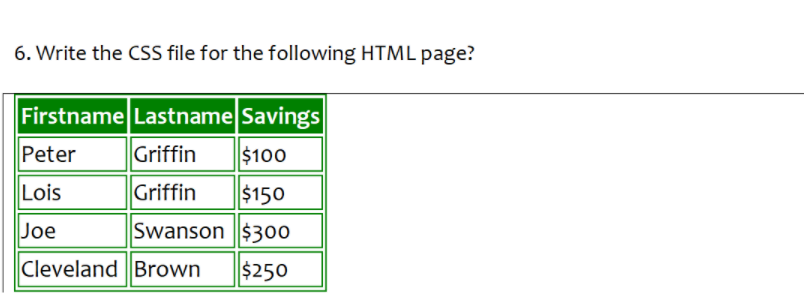 6. Write the CSS file for the following HTML page?
Firstname Lastname Savings
Peter Griffin $100
Lois Griffin $150
Joe Swanson $300
Cleveland Brown $250